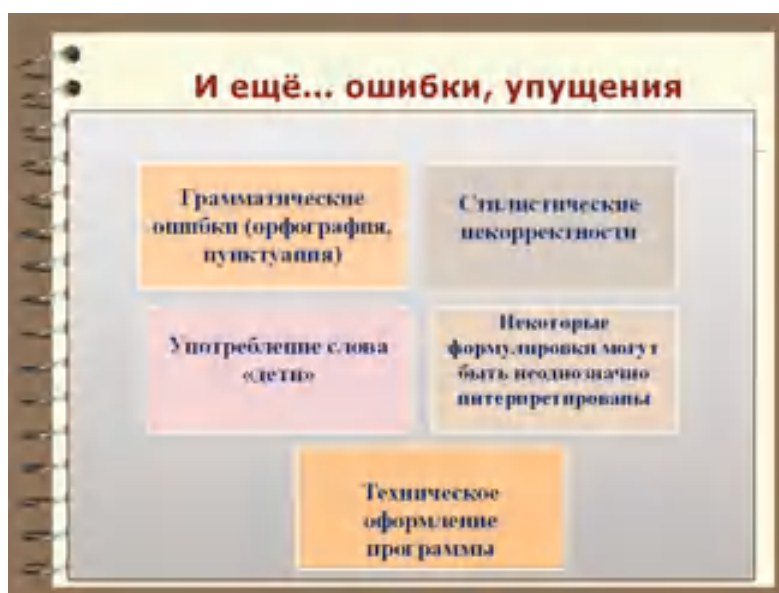 И ещё... ошибки, упущения
Грамматические
ошибки (орфография,
пунктуация)
Стилистические
некорректности
Употребление слова
«дети»
Некоторые
формулировки могут
быть неоднозначно
интерпретированы
Техническое
оформление
программы